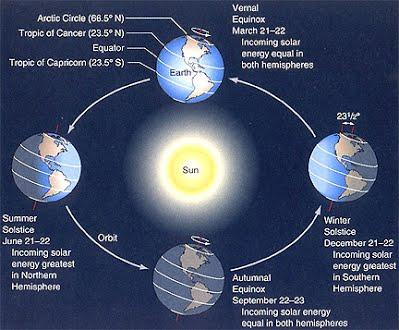 Arctic Circle (66.5° N)
Tropic of Cancer (23.5° N)
Equator
Tropic of Capricorn (23.5° S)
Earth
Vernal
Equinox
March 21–22
Incoming solar
energy equal in
both hemispheres
23½°
Sun
Summer
Solstice
June 21–22
Incoming solar
energy greatest
in Northern
Hemisphere
Orbit
Winter
Solstice
December 21–22
Incoming solar
energy greatest
in Southern
Hemisphere
Autumnal
Equinox
September 22–23
Incoming solar energy
equal in both hemispheres